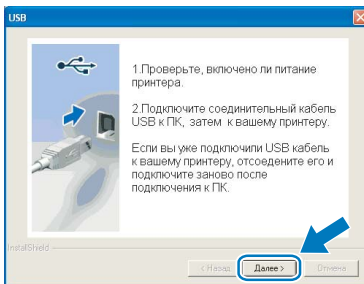 USB
1.Проверьте, включено ли питание
принтера.
2.Подключите соединительный кабель
USB к ПК, затем к вашему принтеру.
Если вы уже подключили USB кабель
к вашему принтеру, отсоедините его и
подключите заново после
подключения к ПК.
InstallShield
< Назад Далее > Отмена